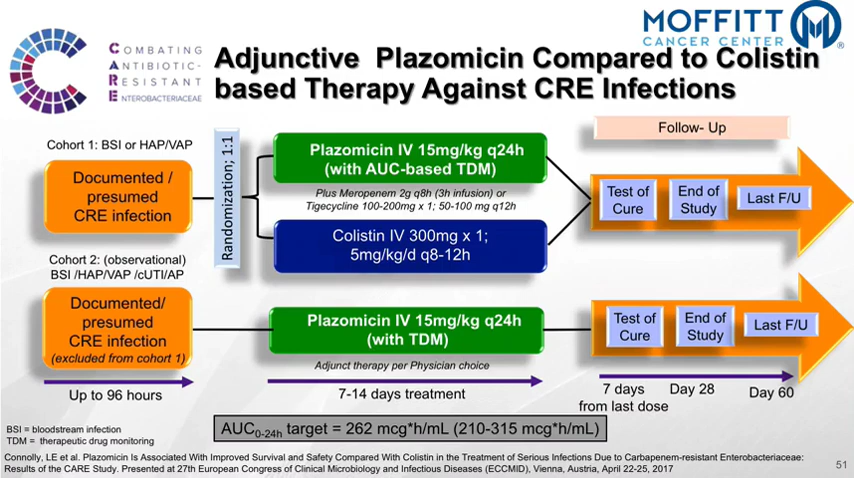 MOFFITT
CANCER CENTER
®
COMBATING
ANTIBIOTIC-
RESISTANT
ENTEROBACTERIACEAE
Adjunctive Plazomicin Compared to Colistin
based Therapy Against CRE Infections
Follow- Up
Cohort 1: BSI or HAP/VAP
Documented /
presumed
CRE infection
Randomization; 1:1
Plazomicin IV 15mg/kg q24h
(with AUC-based TDM)
Plus Meropenem 2g q8h (3h infusion) or
Tigecycline 100-200mg x 1; 50-100 mg q12h
Colistin IV 300mg x 1;
5mg/kg/d q8-12h
Test of
Cure
End of
Study
Last F/U
Cohort 2: (observational)
BSI /HAP/VAP /cUTI/AP
Documented/
presumed
CRE infection
(excluded from cohort 1)
Plazomicin IV 15mg/kg q24h
(with TDM)
Adjunct therapy per Physician choice
Test of
Cure
End of
Study
Last F/U
Up to 96 hours
7-14 days treatment
7 days
from last dose
Day 28
Day 60
AUC0-24h target = 262 mcg*h/mL (210-315 mcg*h/mL)
BSI = bloodstream infection
TDM = therapeutic drug monitoring
Connolly, LE et al. Plazomicin Is Associated With Improved Survival and Safety Compared With Colistin in the Treatment of Serious Infections Due to Carbapenem-resistant Enterobacteriaceae:
Results of the CARE Study. Presented at 27th European Congress of Clinical Microbiology and Infectious Diseases (ECCMID), Vienna, Austria, April 22-25, 2017
51